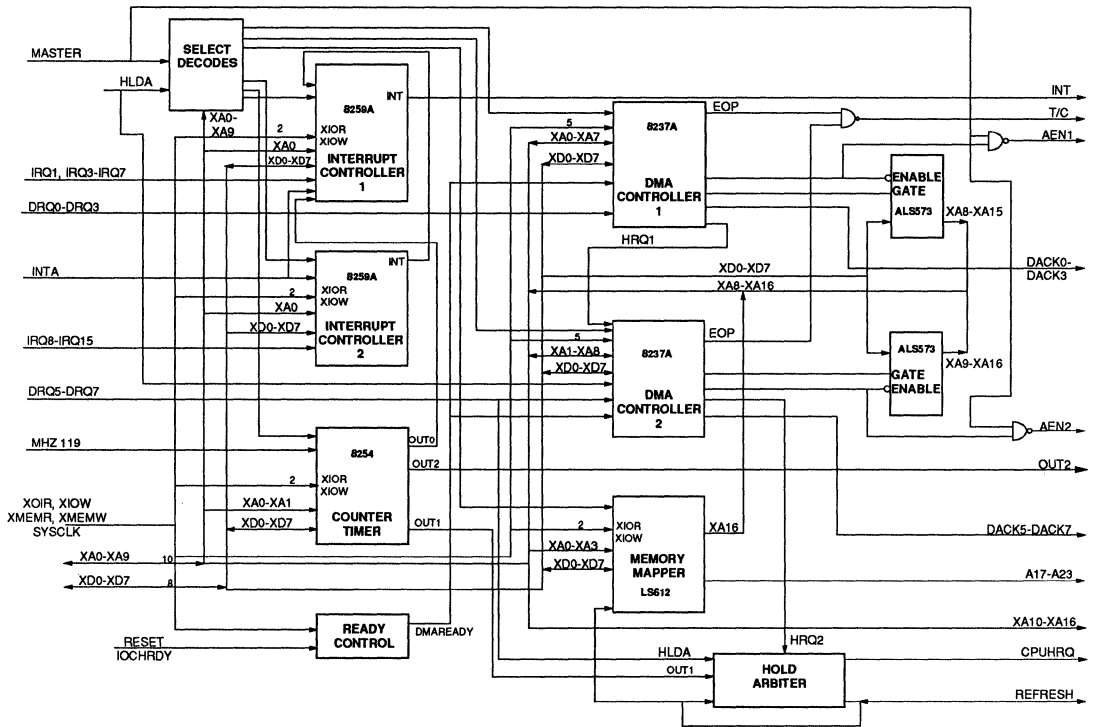 MASTER
HLDA
SELECT
DECODES
XA0-
XA9
2
XIOR
XIOW
XA0
XD0-XD7
8259A
INT
INTERRUPT
CONTROLLER
1
IRQ1, IRQ3-IRQ7
DRQ0-DRQ3
INTA
IRQ8-IRQ15
DRQ5-DRQ7
8259A
INT
2
XIOR
XIOW
XA0
XD0-XD7
INTERRUPT
CONTROLLER
2
MHZ 119
8254
OUT0
OUT2
OUT1
2
XIOR
XIOW
XA0-XA1
XD0-XD7
COUNTER
TIMER
XOIR, XIOW
XMEMR, XMEMW
SYSCLK
XA0-XA9
10
XD0-XD7
8
RESET
IOCHRDY
READY
CONTROL
DMAREADY
5
XA0-XA7
XD0-XD7
8237A
DMA
CONTROLLER
1
EOP
HRQ1
XD0-XD7
XA8-XA16
5
XA1-XA8
XD0-XD7
8237A
DMA
CONTROLLER
2
EOP
2
XIOR
XIOW
XA0-XA3
XD0-XD7
MEMORY
MAPPER
LS612
XA16
HRQ2
HLDA
OUT1
HOLD
ARBITER
ENABLE
GATE
ALS573
XA8-XA15
ALS573
GATE
ENABLE
XA9-XA16
INT
T/C
AEN1
DACK0-
DACK3
AEN2
OUT2
DACK5-DACK7
A17-A23
XA10-XA16
CPUHRQ
REFRESH